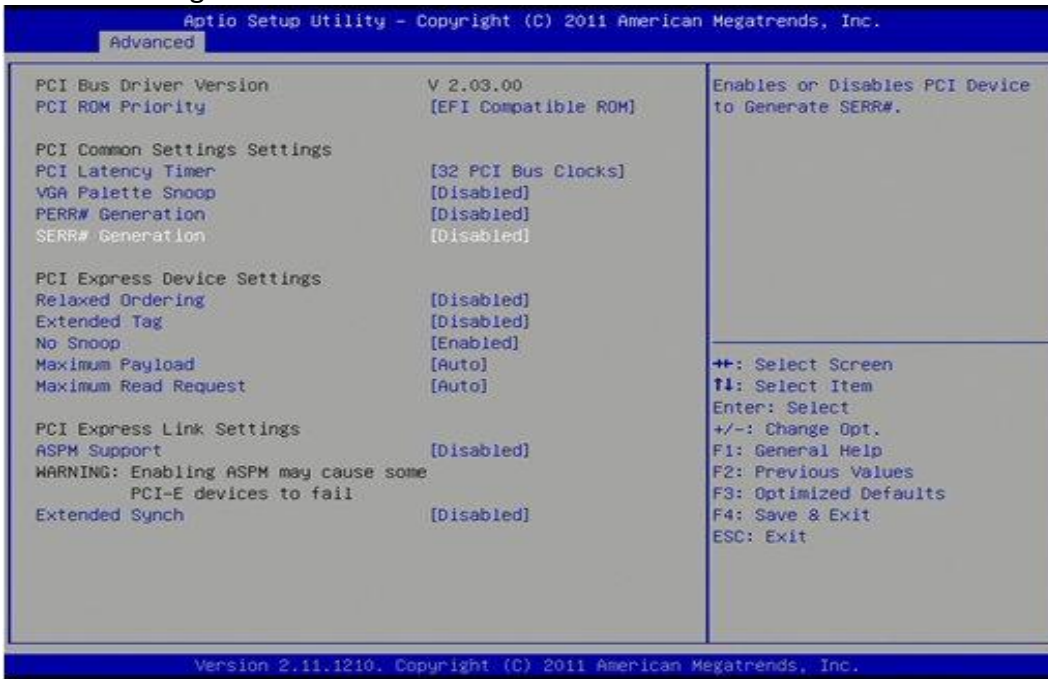 Aptio Setup Utility – Copyright (C) 2011 American Megatrends, Inc.
Advanced
PCI Bus Driver Version V 2.03.00
PCI ROM Priority [EFI Compatible ROM]
PCI Common Settings Settings
PCI Latency Timer [32 PCI Bus Clocks]
VGA Palette Snoop [Disabled]
PERR# Generation [Disabled]
SERR# Generation [Disabled]
PCI Express Device Settings
Relaxed Ordering [Disabled]
Extended Tag [Disabled]
No Snoop [Enabled]
Maximum Payload [Auto]
Maximum Read Request [Auto]
PCI Express Link Settings
ASPM Support [Disabled]
WARNING: Enabling ASPM may cause some
PCI-E devices to fail
Extended Synch [Disabled]
Enables or Disables PCI Device
to Generate SERR#.
→←: Select Screen
↑↓: Select Item
Enter: Select
+/-: Change Opt.
F1: General Help
F2: Previous Values
F3: Optimized Defaults
F4: Save & Exit
ESC: Exit
Version 2.11.1210. Copyright (C) 2011 American Megatrends, Inc.